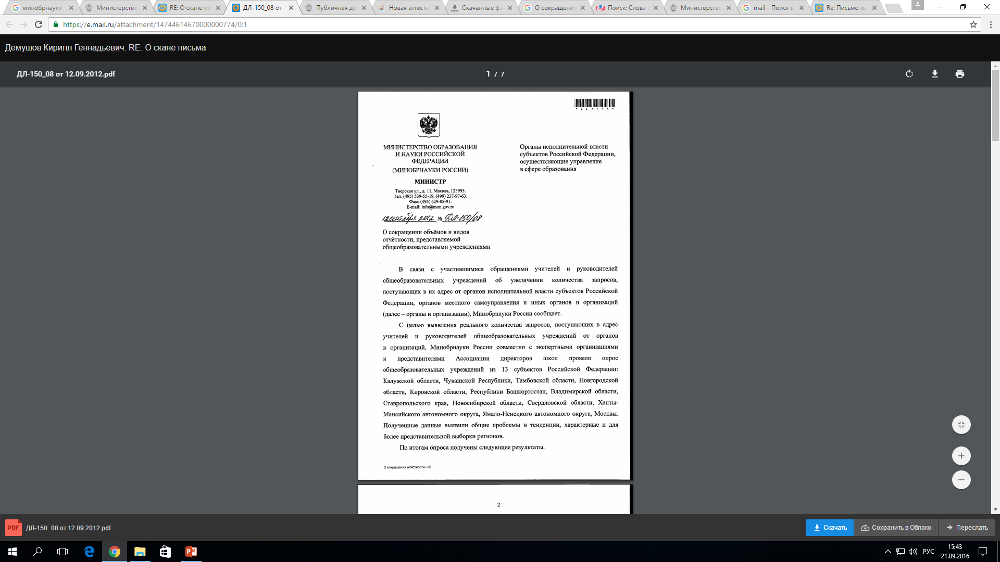 минобрнауки
Министерство
RE: О скане пи
ДЛ-150_08 от
Публичная де
Новая аттеста
Скачанные фа
О сокращени
Поиск: Слова
Министерство
mail - Поиск в
Re: Письмо из
https://e.mail.ru/attachment/14744614670000000774/0;1
Демушов Кирилл Геннадьевич: RE: О скане письма
ДЛ-150_08 от 12.09.2012.pdf
1 / 7
МИНИСТЕРСТВО ОБРАЗОВАНИЯ
И НАУКИ РОССИЙСКОЙ
ФЕДЕРАЦИИ
(МИНОБРНАУКИ РОССИИ)
МИНИСТР
Тверская ул., д. 11, Москва, 125993.
Тел. (495) 539-55-19, (499) 237-97-63.
Факс (495) 629-08-91.
E-mail: info@mon.gov.ru
12 сентября 2012 № ДЛ-150/08
Органы исполнительной власти
субъектов Российской Федерации,
осуществляющие управление
в сфере образования
О сокращении объёмов и видов
отчётности, представляемой
общеобразовательными учреждениями
В связи с участившимися обращениями учителей и руководителей
общеобразовательных учреждений об увеличении количества запросов,
поступающих в их адрес от органов исполнительной власти субъектов Российской
Федерации, органов местного самоуправления и иных органов и организаций
(далее – органы и организации), Минобрнауки России сообщает.
С целью выявления реального количества запросов, поступающих в адрес
учителей и руководителей общеобразовательных учреждений от органов
и организаций, Минобрнауки России совместно с экспертными организациями
и представителями Ассоциации директоров школ провело опрос
общеобразовательных учреждений из 13 субъектов Российской Федерации:
Калужской области, Чувашской Республики, Тамбовской области, Новгородской
области, Кировской области, Республики Башкортостан, Владимирской области,
Ставропольского края, Новосибирской области, Свердловской области, Ханты-
Мансийского автономного округа, Ямало-Ненецкого автономного округа, Москвы.
Полученные данные выявили общие проблемы и тенденции, характерные и для
более представительной выборки регионов.
По итогам опроса получены следующие результаты.
О сокращении отчётности - 08
2
PDF
ДЛ-150_08 от 12.09.2012.pdf
Скачать
Сохранить в Облако
Переслать
РУС
15:43
21.09.2016